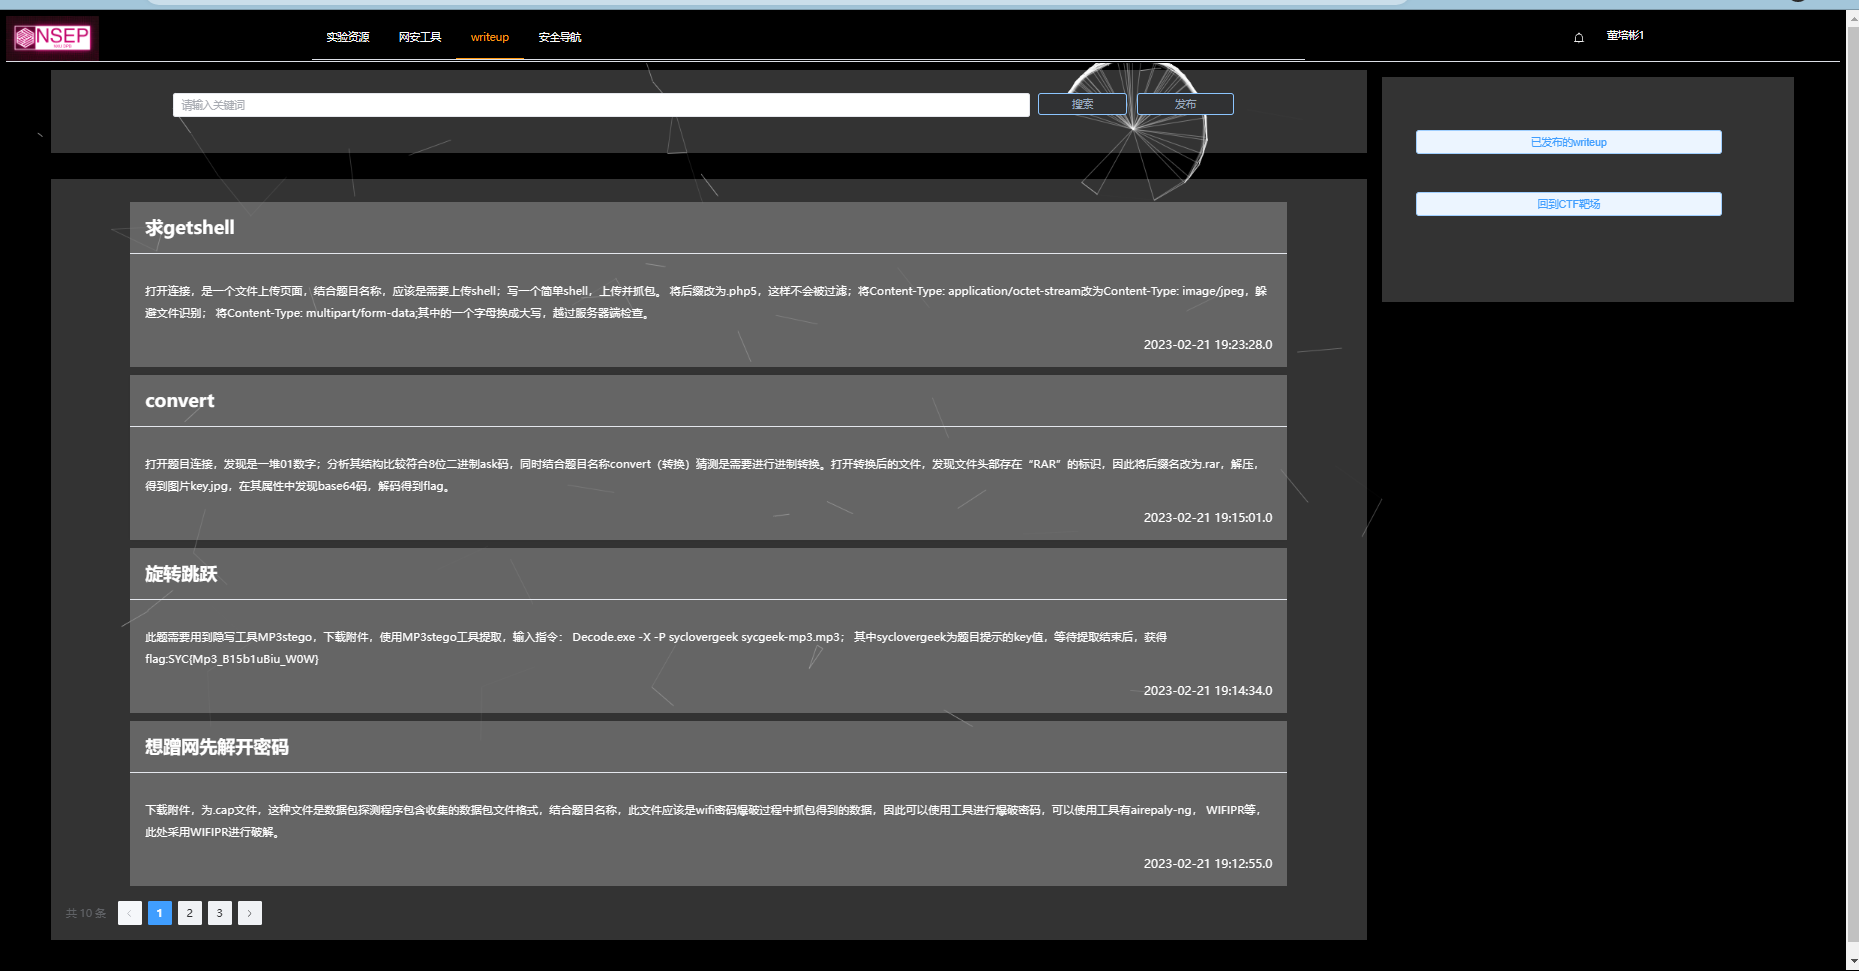 NSEP
实验资源 网安工具 writeup 安全导航 董培彬1
请输入关键词 搜索 发布
已发布的writeup
回到CTF靶场
求getshell
打开连接，是一个文件上传页面，结合题目名称，应该是需要上传shell；写一个简单shell，上传并抓包。 将后缀改为.php5，这样不会被过滤；将Content-Type: application/octet-stream改为Content-Type: image/jpeg，躲
避文件识别； 将Content-Type: multipart/form-data;其中的一个字母换成大写，越过服务器端检查。
2023-02-21 19:23:28.0
convert
打开题目连接，发现是一堆01数字；分析其结构比较符合8位二进制ask码，同时结合题目名称convert（转换）猜测是需要进行进制转换。打开转换后的文件，发现文件头部存在“RAR”的标识，因此将后缀名改为.rar，解压，
得到图片key.jpg，在其属性中发现base64码，解码得到flag。
2023-02-21 19:15:01.0
旋转跳跃
此题需要用到隐写工具MP3stego，下载附件，使用MP3stego工具提取，输入指令： Decode.exe -X -P syclovergeek sycgeek-mp3.mp3； 其中syclovergeek为题目提示的key值，等待提取结束后，获得
flag:SYC{Mp3_B15b1uBiu_W0W}
2023-02-21 19:14:34.0
想蹭网先解开密码
下载附件，为.cap文件，这种文件是数据包探测程序包含收集的数据包文件格式，结合题目名称，此文件应该是wifi密码爆破过程中抓包得到的数据，因此可以使用工具进行爆破密码，可以使用工具有airepaly-ng， WIFIPR等，
此处采用WIFIPR进行破解。
2023-02-21 19:12:55.0
共 10 条 1 2 3